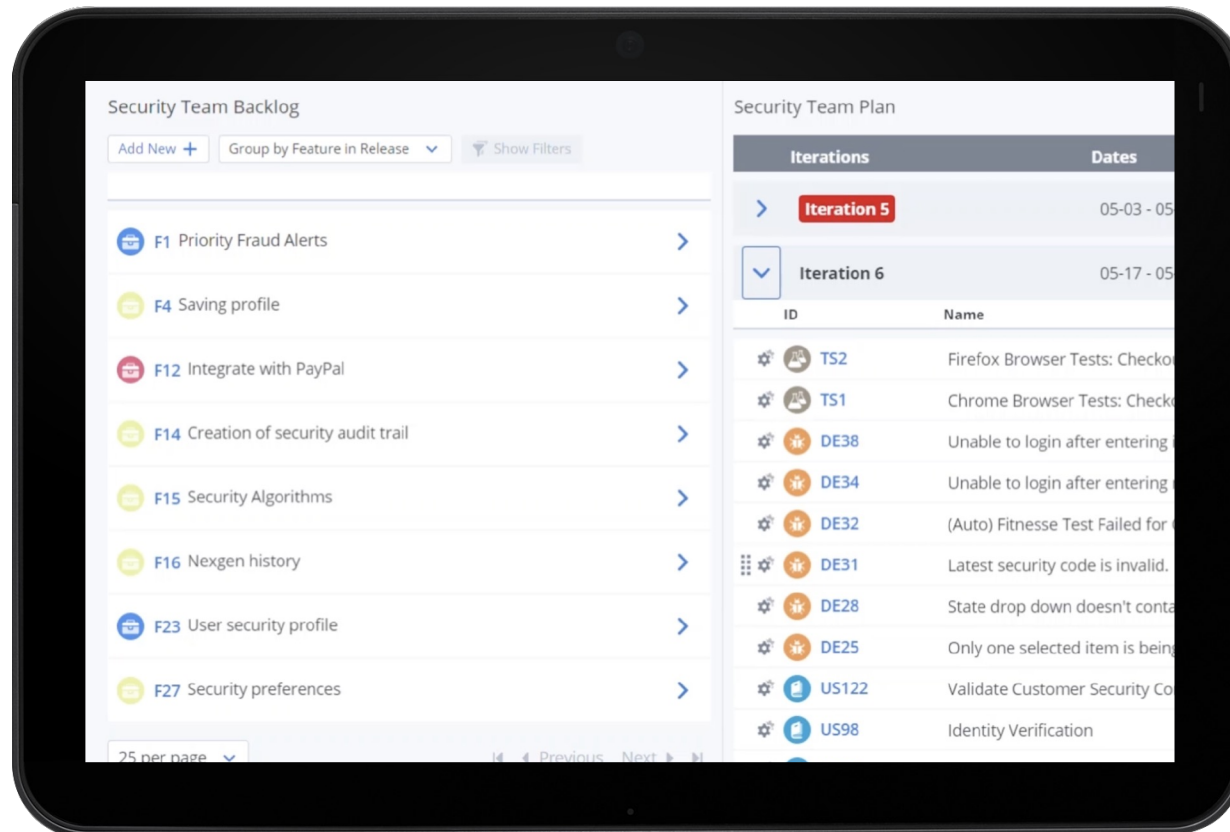 Security Team Backlog
Add New
Group by Feature in Release
Show Filters
F1 Priority Fraud Alerts
F4 Saving profile
F12 Integrate with PayPal
F14 Creation of security audit trail
F15 Security Algorithms
F16 Nexgen history
F23 User security profile
F27 Security preferences
25 per page
Previous Next
Security Team Plan
Iterations Dates
Iteration 5 05-03 - 05
Iteration 6 05-17 - 05
ID Name
TS2 Firefox Browser Tests:
TS1 Chrome Browser Tests:
DE38 Unable to login after entering
DE34 Unable to login after entering
DE32 (Auto) Fitnesse Test Failed for
DE31 Latest security code is invalid.
DE28 State drop down doesn't
DE25 Only one selected item is
US122 Validate Customer Security
US98 Identity Verification